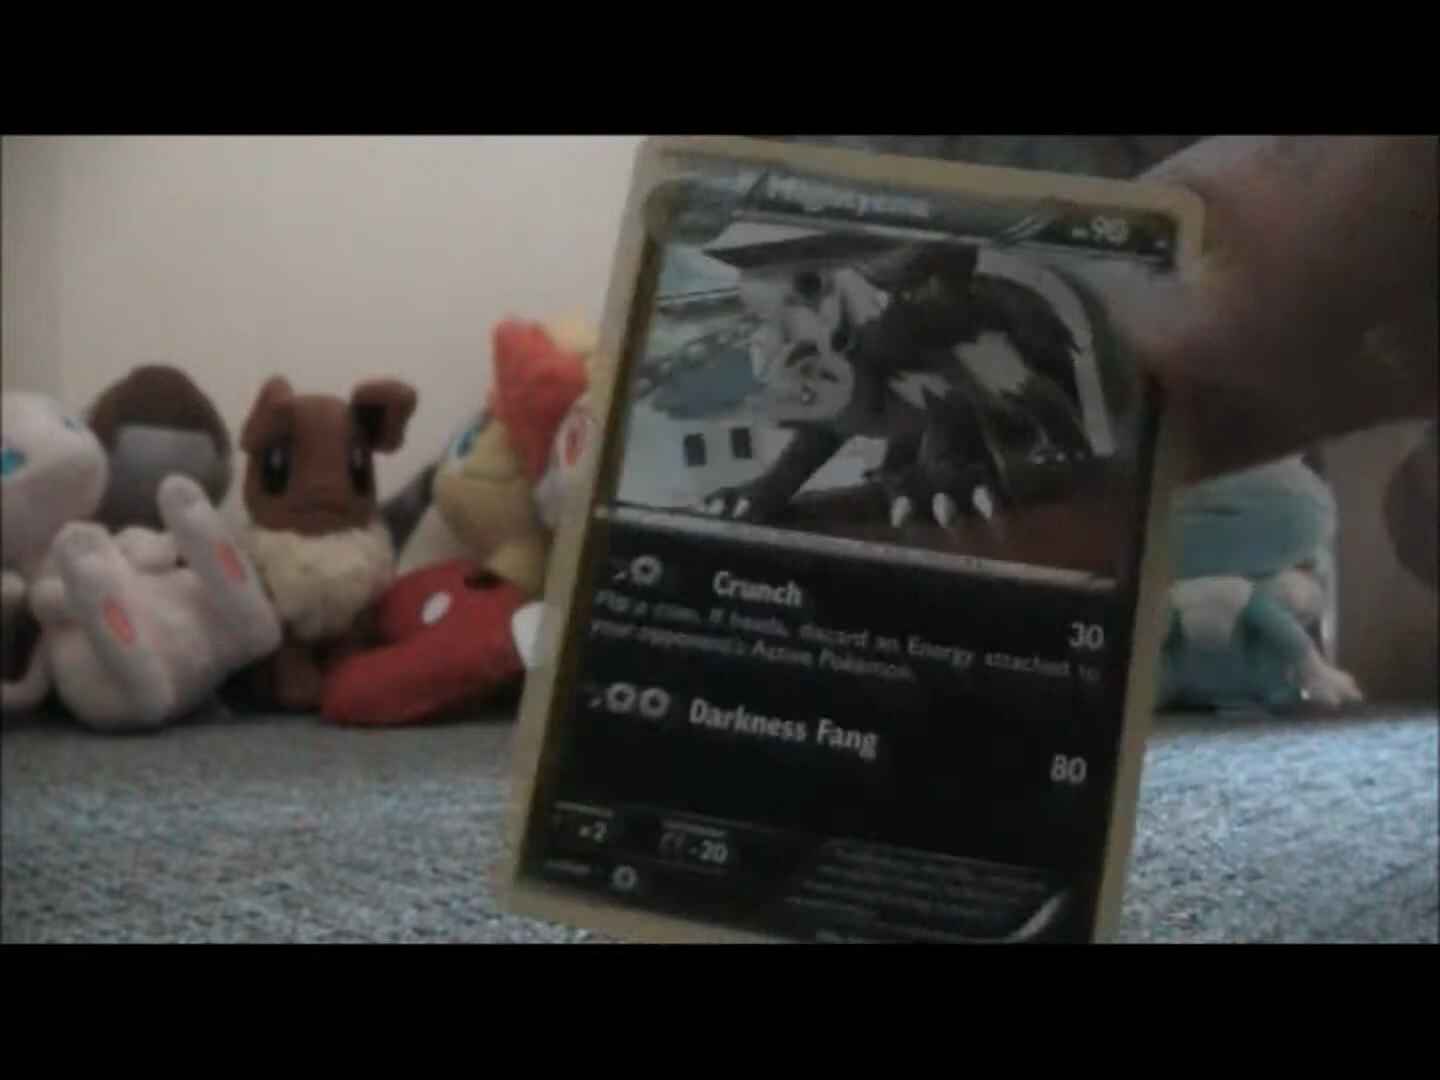 Mightyena
90
Crunch
30
Flip a coin. If heads, discard an Energy attached to
your opponent's Active Pokémon.
Darkness Fang
80
×2
-20